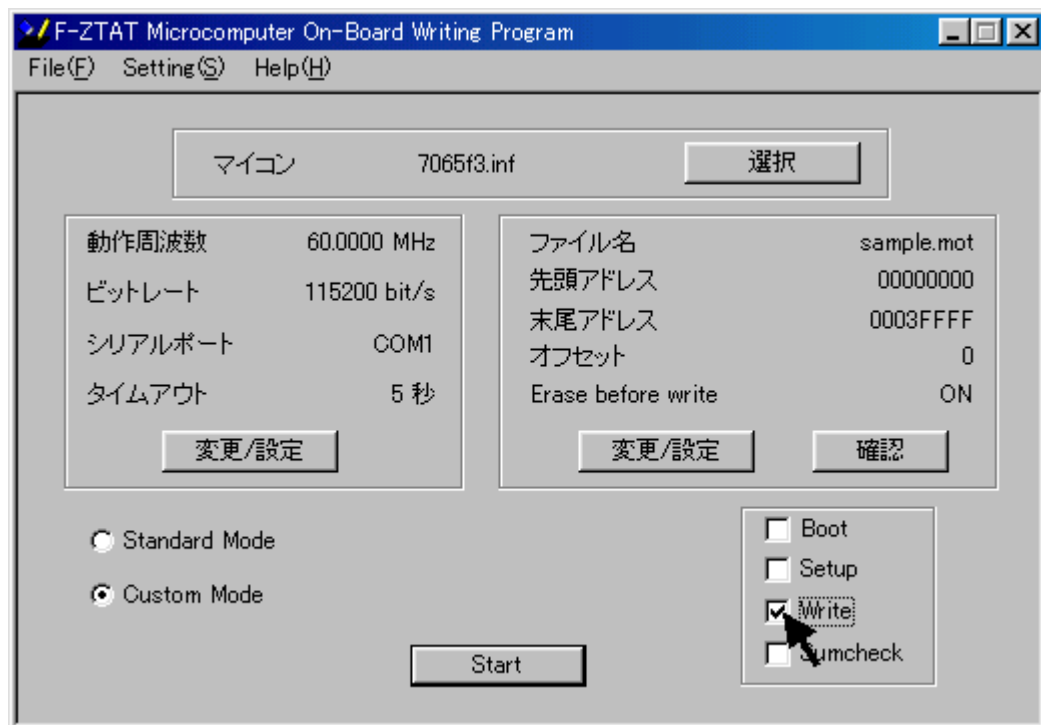 F-ZTAT Microcomputer On-Board Writing Program
File(F) Setting(S) Help(H)
マイコン 7065f3.inf 選択
動作周波数 60.0000 MHz
ビットレート 115200 bit/s
シリアルポート COM1
タイムアウト 5 秒
変更/設定
ファイル名 sample.mot
先頭アドレス 00000000
末尾アドレス 0003FFFF
オフセット 0
Erase before write ON
変更/設定 確認
Standard Mode
Custom Mode
Boot
Setup
Write
Sumcheck
Start